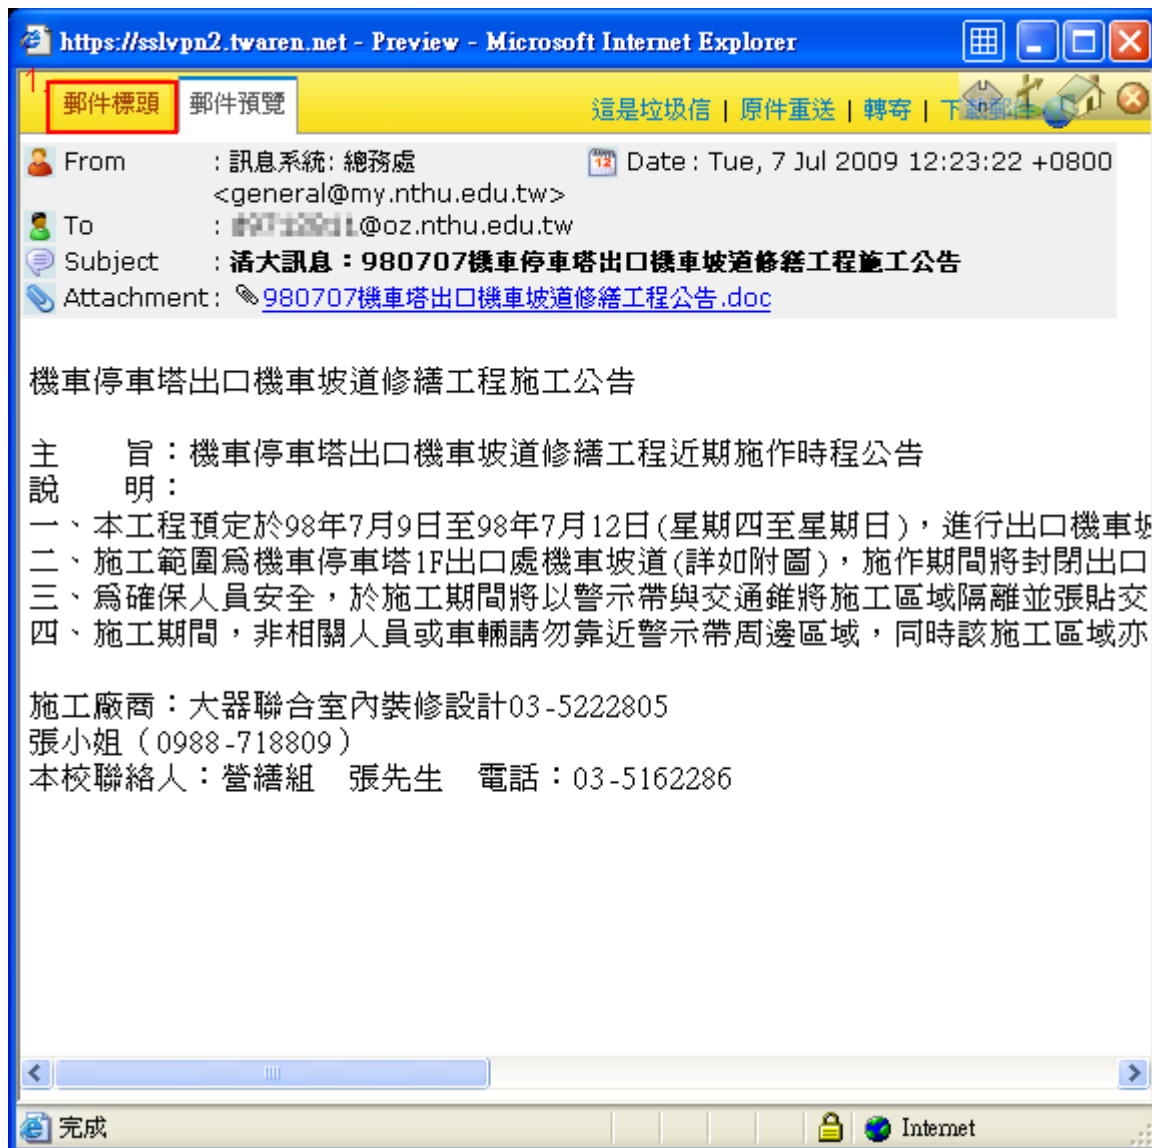 https://sslvpn2.twaren.net - Preview - Microsoft Internet Explorer
1.
郵件標頭 郵件預覽 這是垃圾信 | 原件重送 | 轉寄 | 下載郵件
From : 訊息系統: 總務處 Date : Tue, 7 Jul 2009 12:23:22 +0800
<general@my.nthu.edu.tw>
To : @oz.nthu.edu.tw
Subject : 清大訊息：980707機車停車塔出口機車坡道修繕工程施工公告
Attachment : 980707機車塔出口機車坡道修繕工程公告.doc
機車停車塔出口機車坡道修繕工程施工公告
主 旨：機車停車塔出口機車坡道修繕工程近期施作時程公告
說 明：
一、本工程預定於98年7月9日至98年7月12日(星期四至星期日)，進行出口機車坡
二、施工範圍為機車停車塔1F出口處機車坡道(詳如附圖)，施作期間將封閉出口
三、為確保人員安全，於施工期間將以警示帶與交通錐將施工區域隔離並張貼交
四、施工期間，非相關人員或車輛請勿靠近警示帶周邊區域，同時該施工區域亦
施工廠商：大器聯合室內裝修設計03-5222805
張小姐（0988-718809）
本校聯絡人：營繕組 張先生 電話：03-5162286
完成 Internet